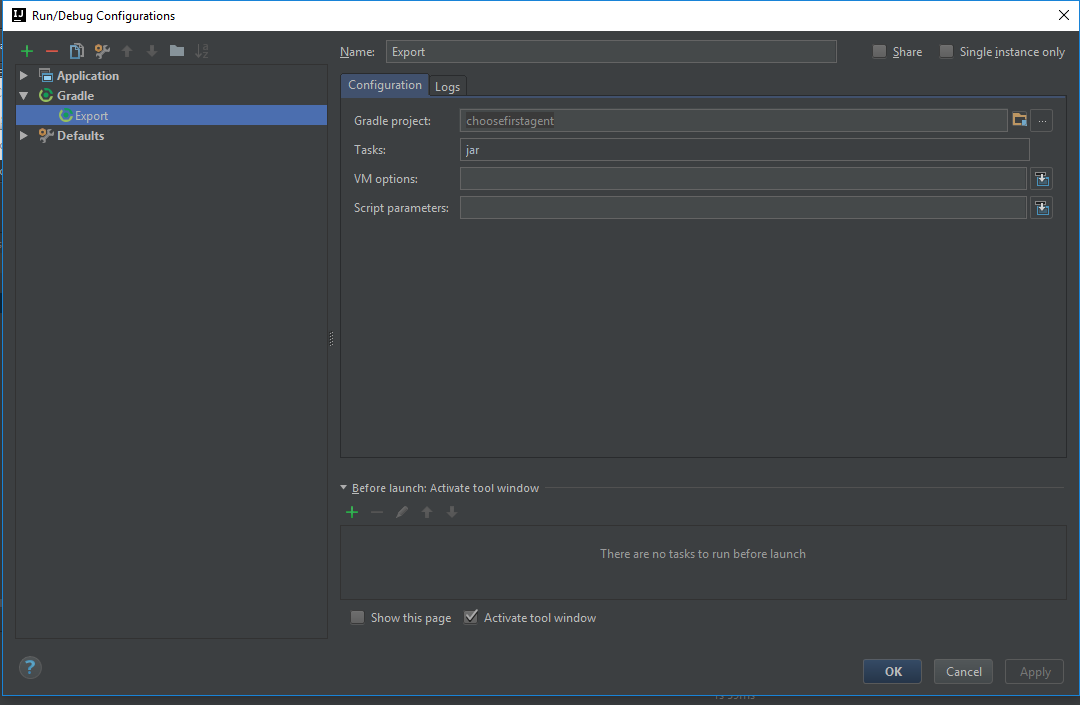 Run/Debug Configurations
Name: Export
Share
Single instance only
Application
Gradle
Export
Defaults
Configuration
Logs
Gradle project: choosefirstagent
Tasks: jar
VM options:
Script parameters:
Before launch: Activate tool window
There are no tasks to run before launch
Show this page
Activate tool window
OK
Cancel
Apply